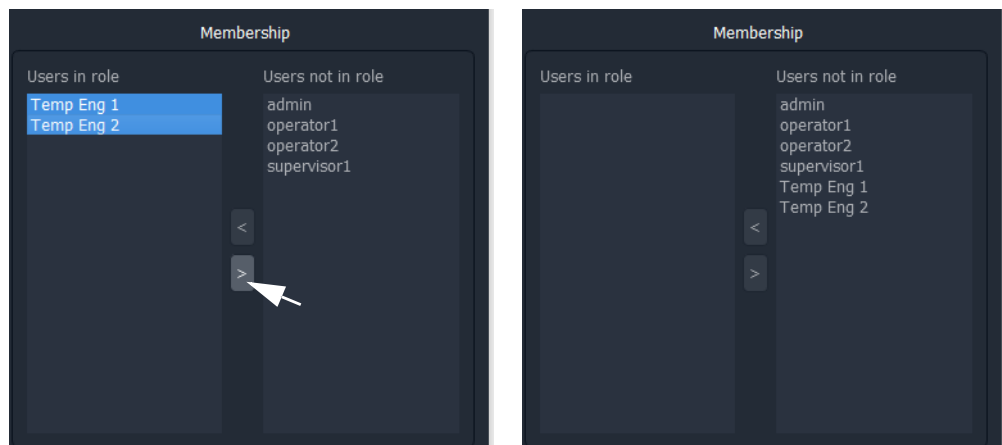 Membership
Users in role
Temp Eng 1
Temp Eng 2
Users not in role
admin
operator1
operator2
supervisor1
<
>
Membership
Users in role
Users not in role
admin
operator1
operator2
supervisor1
Temp Eng 1
Temp Eng 2
<
>